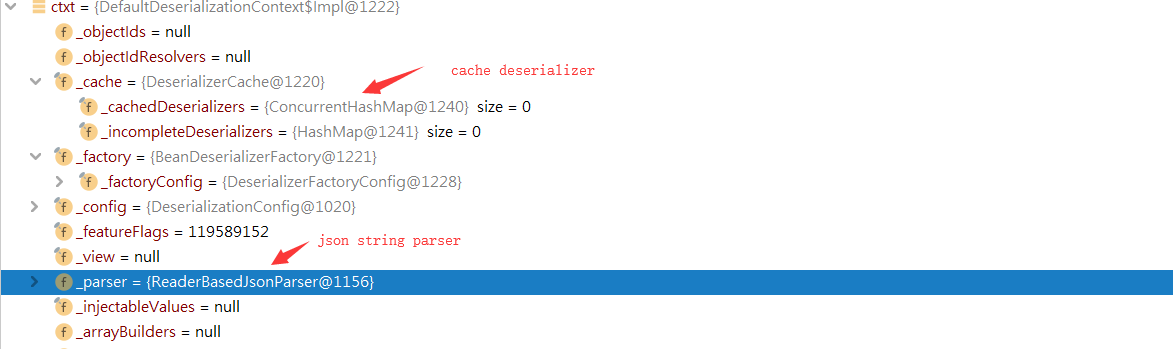 ctxt = {DefaultDeserializationContext$Impl@1222}
f _objectIds = null
f _objectIdResolvers = null
f _cache = {DeserializerCache@1220}
cache deserializer
f _cachedDeserializers = {ConcurrentHashMap@1240} size = 0
f _incompleteDeserializers = {HashMap@1241} size = 0
f _factory = {BeanDeserializerFactory@1221}
f _factoryConfig = {DeserializerFactoryConfig@1228}
f _config = {DeserializationConfig@1020}
f _featureFlags = 119589152
json string parser
f _view = null
f _parser = {ReaderBasedJsonParser@1156}
f _injectableValues = null
f _arrayBuilders = null